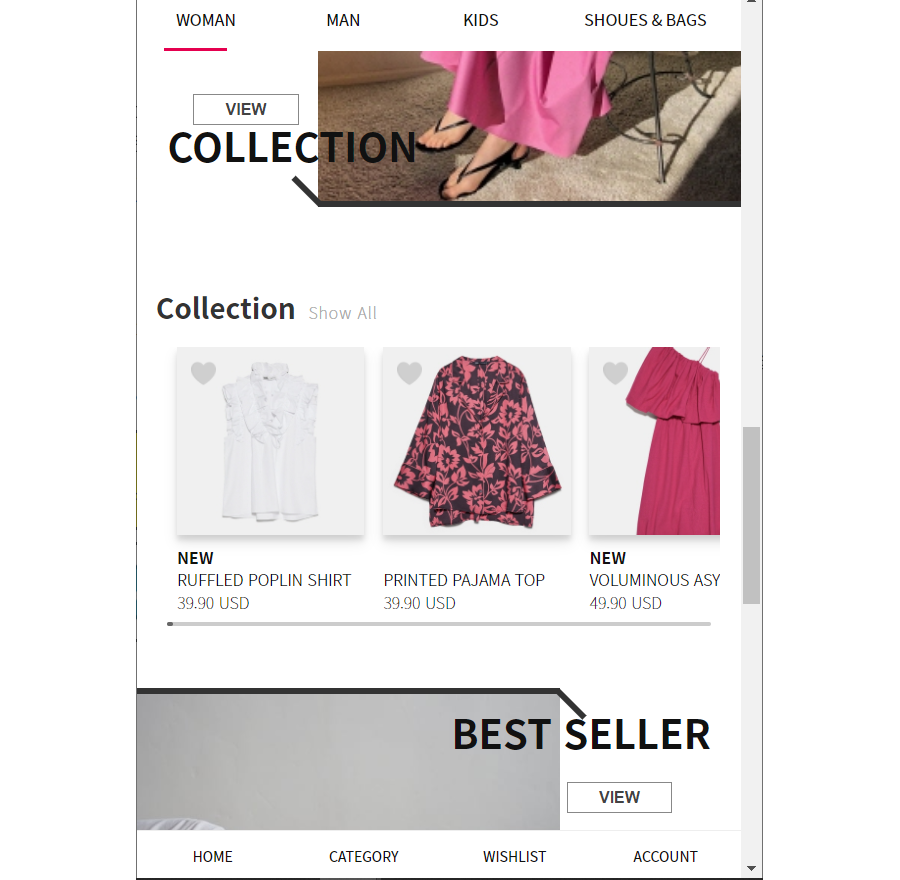 WOMAN MAN KIDS SHOUES & BAGS
VIEW
COLLECTION
Collection Show All
NEW NEW
RUFFLED POPLIN SHIRT PRINTED PAJAMA TOP VOLUMINOUS ASY
39.90 USD 39.90 USD 49.90 USD
BEST SELLER
VIEW
HOME CATEGORY WISHLIST ACCOUNT